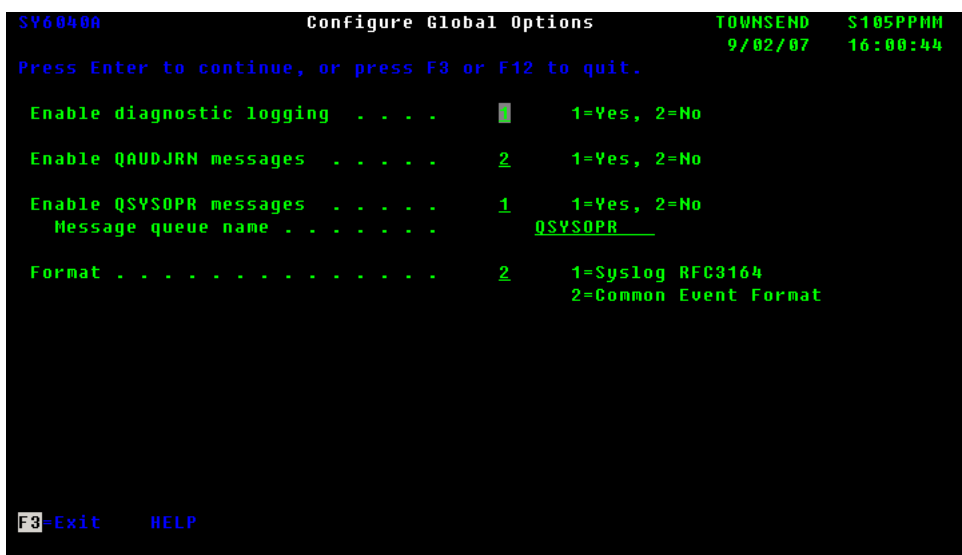 SY6040A Configure Global Options TOWNSEND S105PPMM
9/02/07 16:00:44
Press Enter to continue, or press F3 or F12 to quit.
Enable diagnostic logging . . . . 1 1=Yes, 2=No
Enable QAUDJRN messages . . . . . 2 1=Yes, 2=No
Enable QSYSOPR messages . . . . . 1 1=Yes, 2=No
Message queue name . . . . . . . QSYSOPR
Format . . . . . . . . . . . . . . 2 1=Syslog RFC3164
2=Common Event Format
F3=Exit HELP